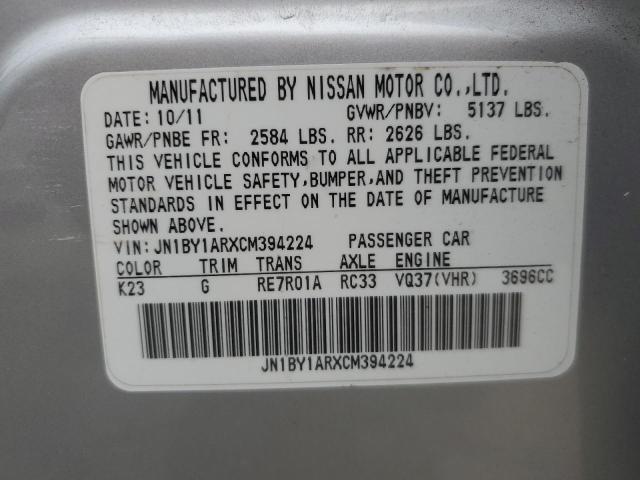 MANUFACTURED BY NISSAN MOTOR CO.,LTD.
DATE: 10/11 GVWR/PNBV: 5137 LBS.
GAWR/PNBE FR: 2584 LBS. RR: 2626 LBS.
THIS VEHICLE CONFORMS TO ALL APPLICABLE FEDERAL
MOTOR VEHICLE SAFETY,BUMPER,AND THEFT PREVENTION
STANDARDS IN EFFECT ON THE DATE OF MANUFACTURE
SHOWN ABOVE.
VIN: JN1BY1ARXCM394224 PASSENGER CAR
COLOR TRIM TRANS AXLE ENGINE
K23 G RE7R01A RC33 VQ37(VHR) 3696CC
JN1BY1ARXCM394224